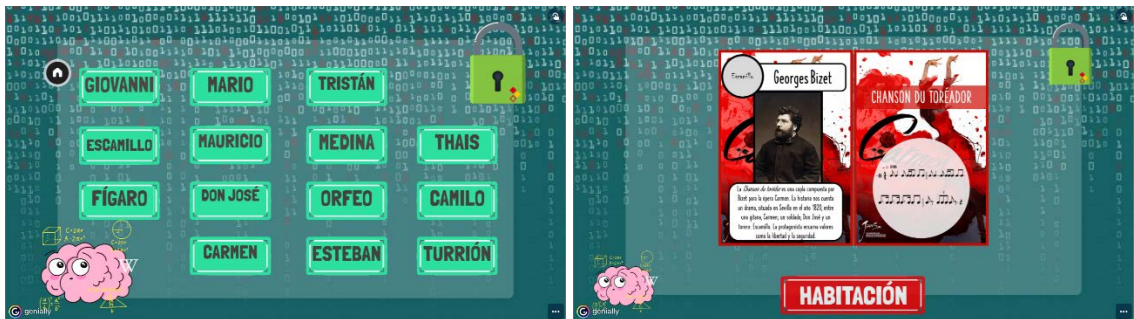 GIOVANNI
MARIO
TRISTÁN
ESCAMILLO
MAURICIO
MEDINA
THAIS
FÍGARO
DON JOSÉ
ORFEO
CAMILO
CARMEN
ESTEBAN
TURRIÓN
genially
Escamillo
Georges Bizet
La Chanson du toréador es una copla compuesta por
Bizet para la ópera Carmen. La historia nos cuenta
un drama, situado en Sevilla en el año 1820, entre
una gitana, Carmen; un soldado, Don José y un
torero: Escamillo. La protagonista encarna valores
como la libertad y la seguridad.
CHANSON DU TORÉADOR
HABITACIÓN
genially